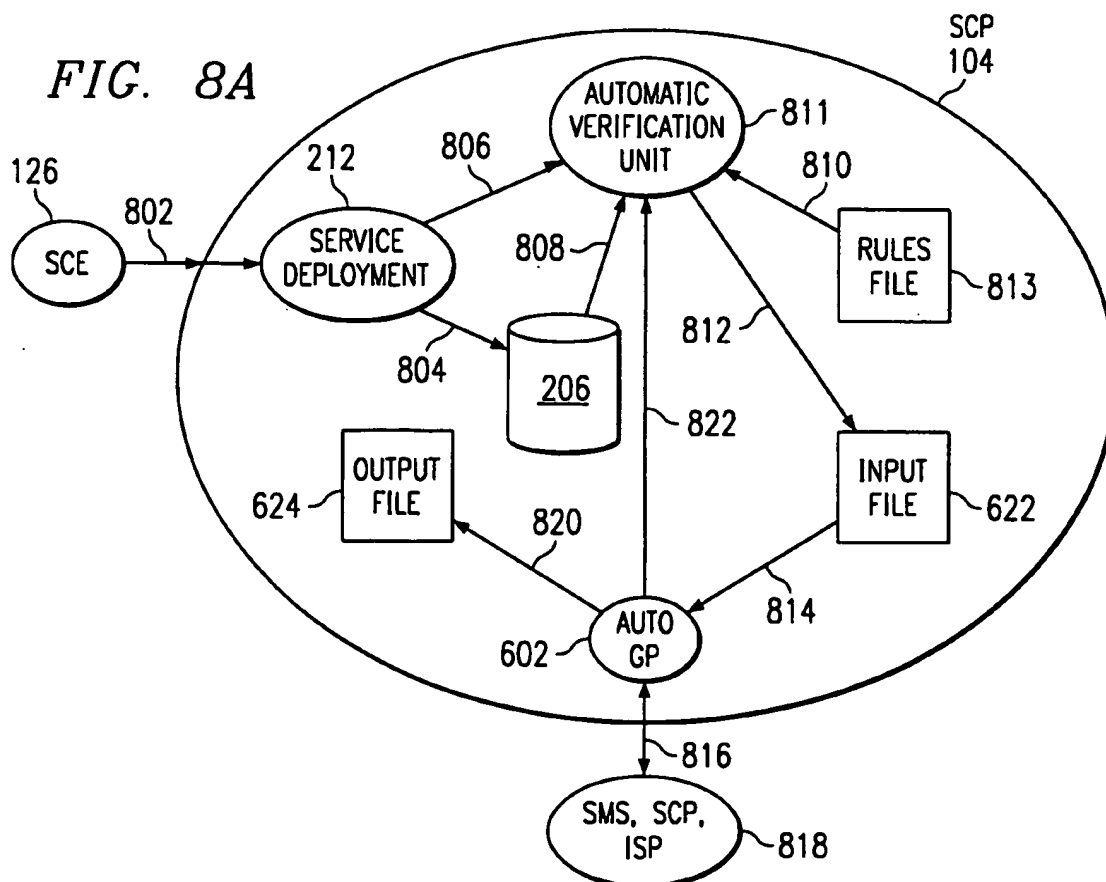 FIG. 8A
SCP
104
AUTOMATIC
VERIFICATION
UNIT
811
806
810
212
126
802
SCE
SERVICE
DEPLOYMENT
808
RULES
FILE
813
812
804
206
822
OUTPUT
FILE
624
INPUT
FILE
622
820
814
AUTO
GP
602
816
SMS, SCP,
ISP
818